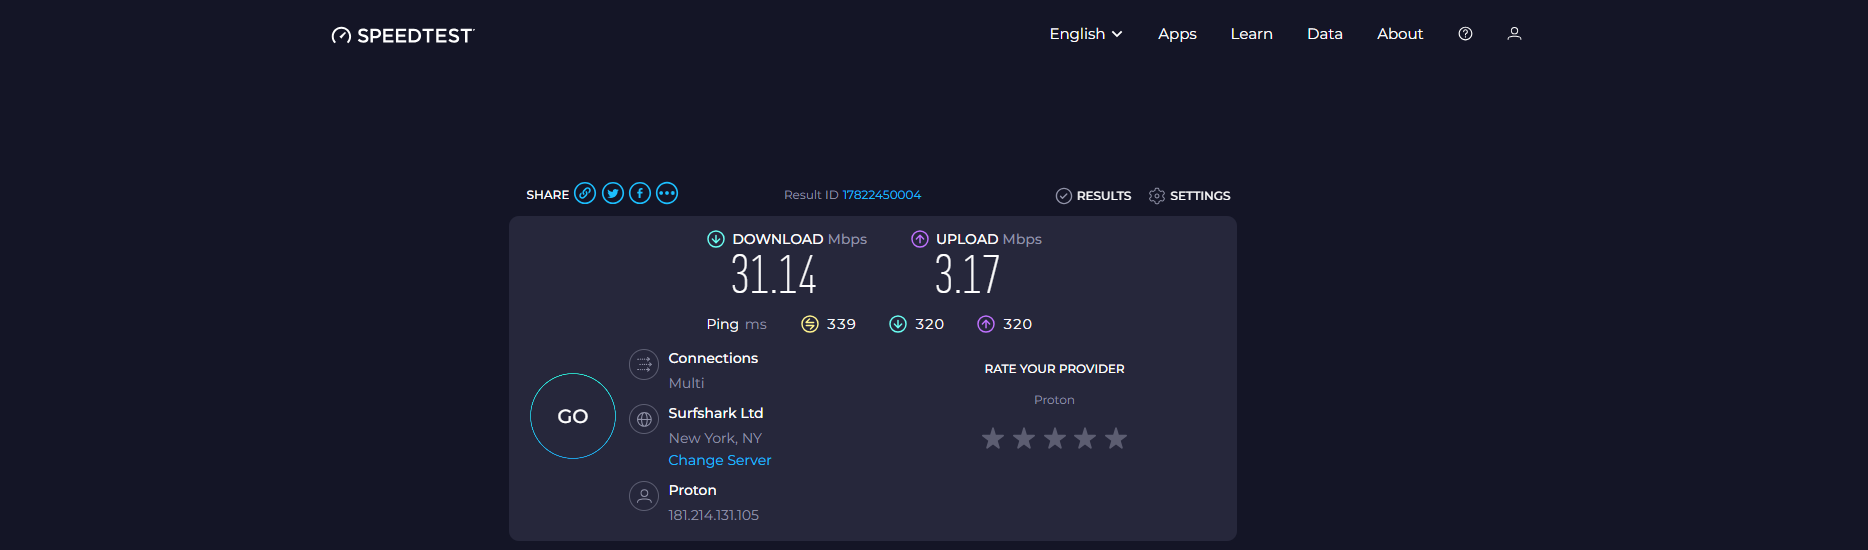 SPEEDTEST
English Apps Learn Data About
SHARE Result ID 17822450004 RESULTS SETTINGS
DOWNLOAD Mbps UPLOAD Mbps
31.14 3.17
Ping ms 339 320 320
Connections
Multi
RATE YOUR PROVIDER
Proton
GO
Surfshark Ltd
New York, NY
Change Server
Proton
181.214.131.105